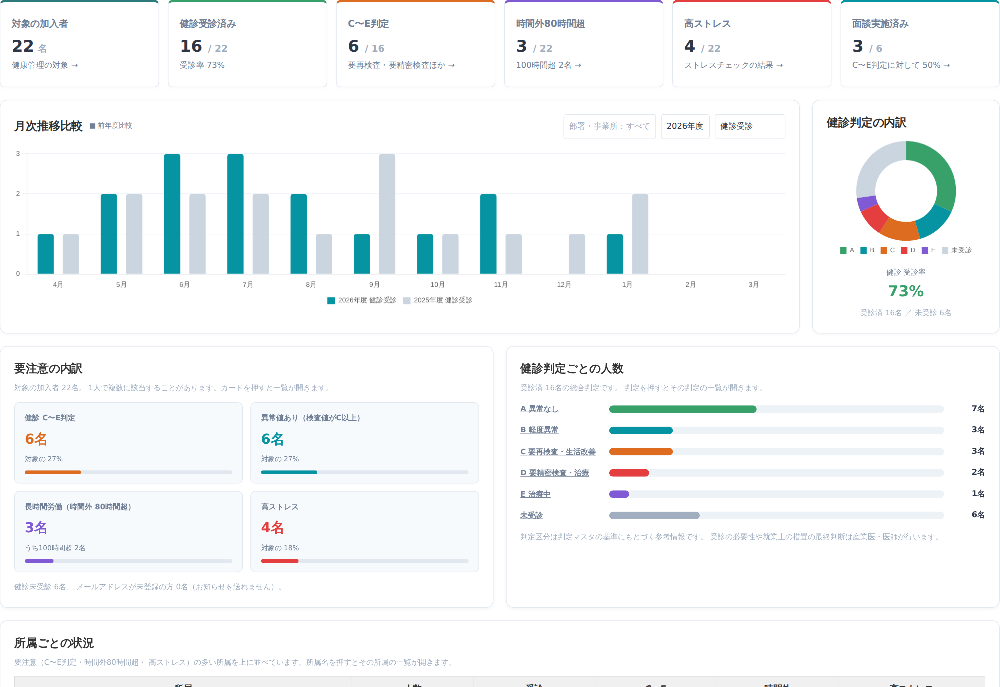 対象の加入者
22 名
健康管理の対象 →
健診受診済み
16 / 22
受診率 73%
C〜E判定
6 / 16
要再検査・要精密検査ほか →
時間外80時間超
3 / 22
100時間超 2名 →
高ストレス
4 / 22
ストレスチェックの結果 →
面談実施済み
3 / 6
C〜E判定に対して 50% →
月次推移比較 ■ 前年度比較
部署・事業所：すべて 2026年度 健診受診
3
2
1
0
4月 5月 6月 7月 8月 9月 10月 11月 12月 1月 2月 3月
2026年度 健診受診 2025年度 健診受診
健診判定の内訳
A B C D E 未受診
健診 受診率
73%
受診済 16名 ／ 未受診 6名
要注意の内訳
対象の加入者 22名。 1人で複数に該当することがあります。カードを押すと一覧が開きます。
健診 C〜E判定
6名
対象の 27%
異常値あり（検査値がC以上）
6名
対象の 27%
長時間労働（時間外 80時間超）
3名
うち100時間超 2名
高ストレス
4名
対象の 18%
健診未受診 6名、 メールアドレスが未登録の方 0名（お知らせを送れません）。
健診判定ごとの人数
受診済 16名の総合判定です。 判定を押すとその判定の一覧が開きます。
A 異常なし 7名
B 軽度異常 3名
C 要再検査・生活改善 3名
D 要精密検査・治療 2名
E 治療中 1名
未受診 6名
判定区分は判定マスタの基準にもとづく参考情報です。 受診の必要性や就業上の措置の最終判断は産業医・医師が行います。
所属ごとの状況
要注意（C〜E判定・時間外80時間超・ 高ストレス）の多い所属を上に並べています。所属名を押すとその所属の一覧が開きます。
所属 人数 受診 C〜E 時間外 高ストレス